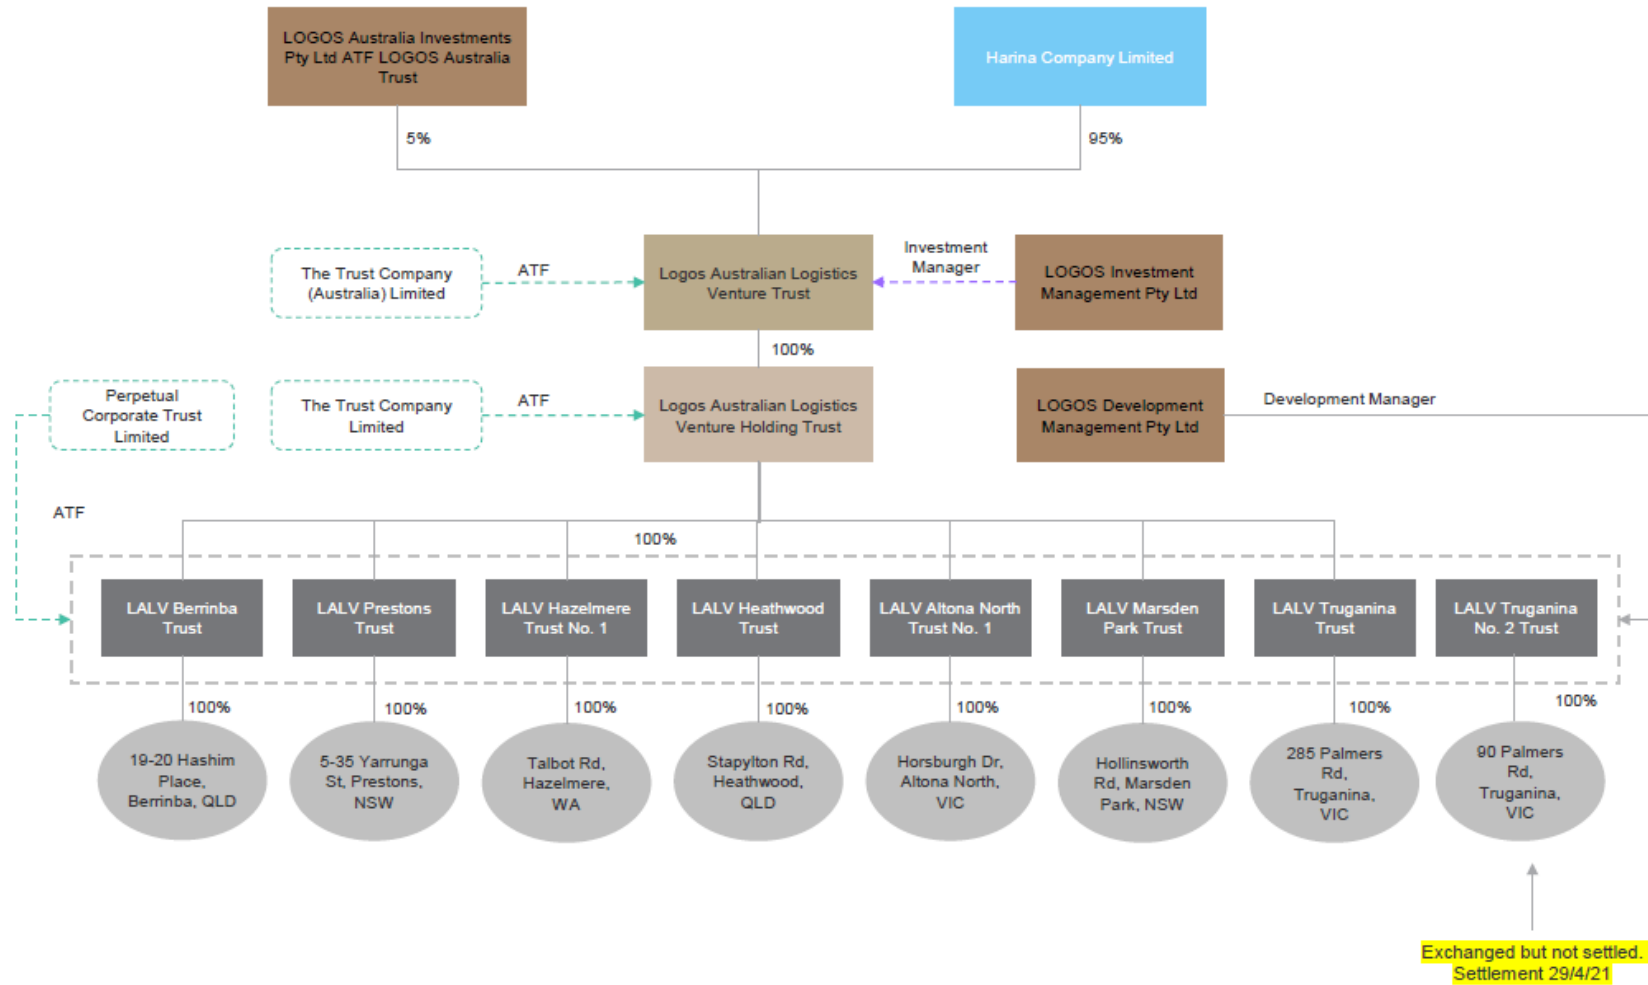 LOGOS Australia Investments
Pty Ltd ATF LOGOS Australia
Trust
Harina Company Limited
5%
95%
The Trust Company
(Australia) Limited
ATF
Logos Australian Logistics
Venture Trust
Investment
Manager
LOGOS Investment
Management Pty Ltd
100%
Perpetual
Corporate Trust
Limited
The Trust Company
Limited
ATF
Logos Australian Logistics
Venture Holding Trust
LOGOS Development
Management Pty Ltd
Development Manager
ATF
100%
LALV Berrinba
Trust
LALV Prestons
Trust
LALV Hazelmere
Trust No. 1
LALV Heathwood
Trust
LALV Altona North
Trust No. 1
LALV Marsden
Park Trust
LALV Truganina
Trust
LALV Truganina
No. 2 Trust
100%
100%
100%
100%
100%
100%
100%
100%
19-20 Hashim
Place,
Berrinba, QLD
5-35 Yarrunga
St, Prestons,
NSW
Talbot Rd,
Hazelmere,
WA
Stapylton Rd,
Heathwood,
QLD
Horsburgh Dr,
Altona North,
VIC
Hollinsworth
Rd, Marsden
Park, NSW
285 Palmers
Rd,
Truganina,
VIC
90 Palmers
Rd,
Truganina,
VIC
Exchanged but not settled.
Settlement 29/4/21